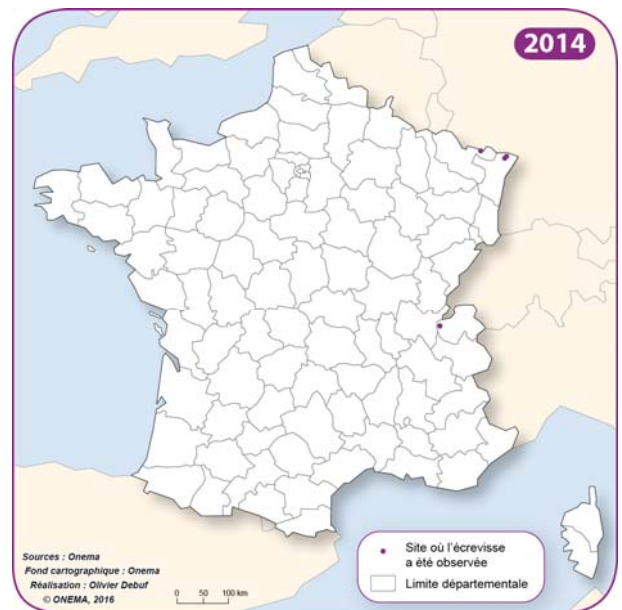 2014
Sources : Onema
Fond cartographique : Onema
Réalisation : Olivier Debuf
© ONEMA, 2016
0 50 100 km
Site où l'écrevisse
a été observée
Limite départementale